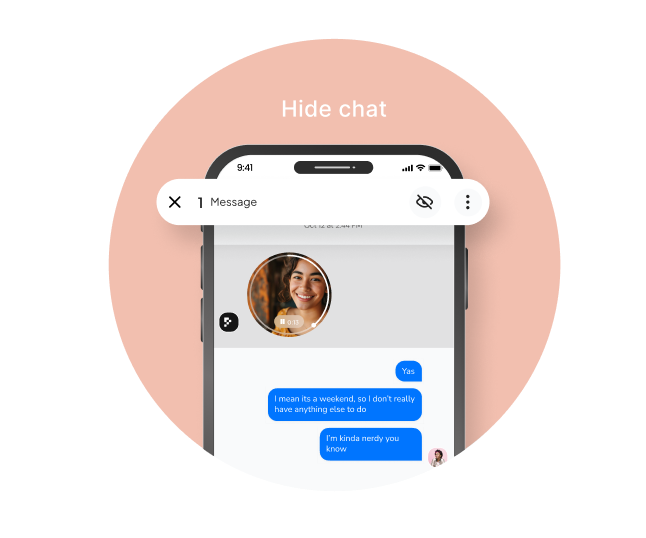 Hide chat
9:41
1 Message
Oct 12 at 2:44 PM
0:13
Yas
I mean its a weekend, so I don't really
have anything else to do
I'm kinda nerdy you
know